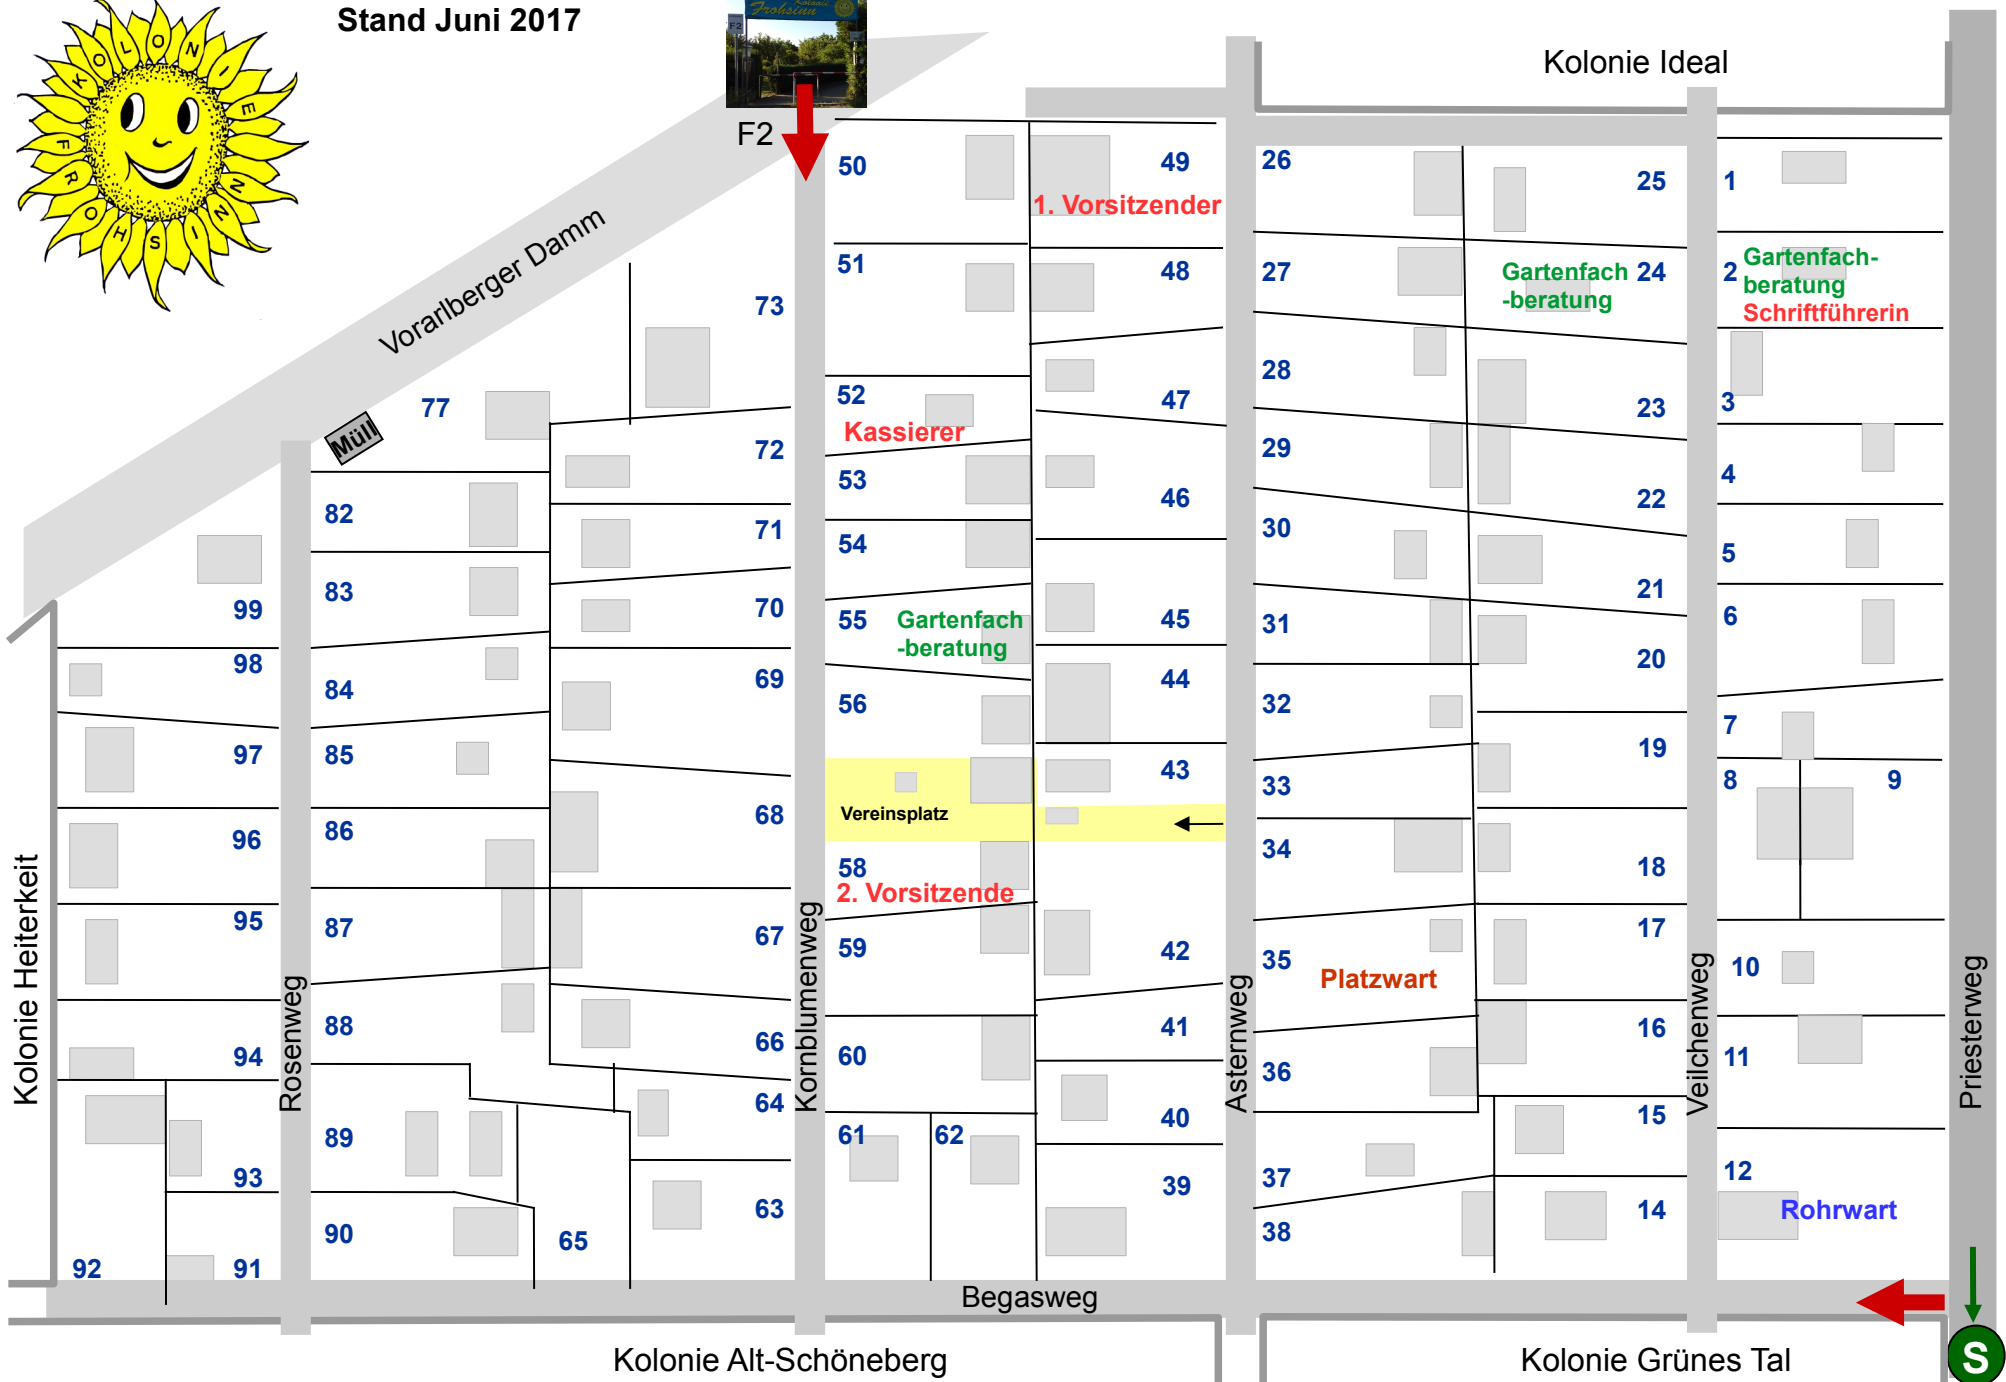 Stand Juni 2017
KOLONIE
FROHSINN
Kolonie
Frohsinn
F2
F2
Kolonie Ideal
Vorarlberger Damm
Müll
50
49
1. Vorsitzender
26
25
1
51
48
27
Gartenfach
-beratung
24
2
Gartenfach-
beratung
Schriftführerin
73
77
52
Kassierer
47
28
23
3
72
53
46
29
22
4
82
71
54
30
21
5
83
70
55
Gartenfach
-beratung
45
31
20
6
99
98
84
69
56
44
32
19
7
97
85
68
Vereinsplatz
43
33
8
9
96
86
58
2. Vorsitzende
34
18
95
87
67
59
42
35
Platzwart
17
10
94
88
66
60
41
36
16
11
93
89
64
61
62
40
37
15
12
Rohrwart
92
91
90
65
63
39
38
14
Kolonie Heiterkeit
Rosenweg
Kornblumenweg
Asternweg
Veilchenweg
Priesterweg
Begasweg
Kolonie Alt-Schöneberg
Kolonie Grünes Tal
S